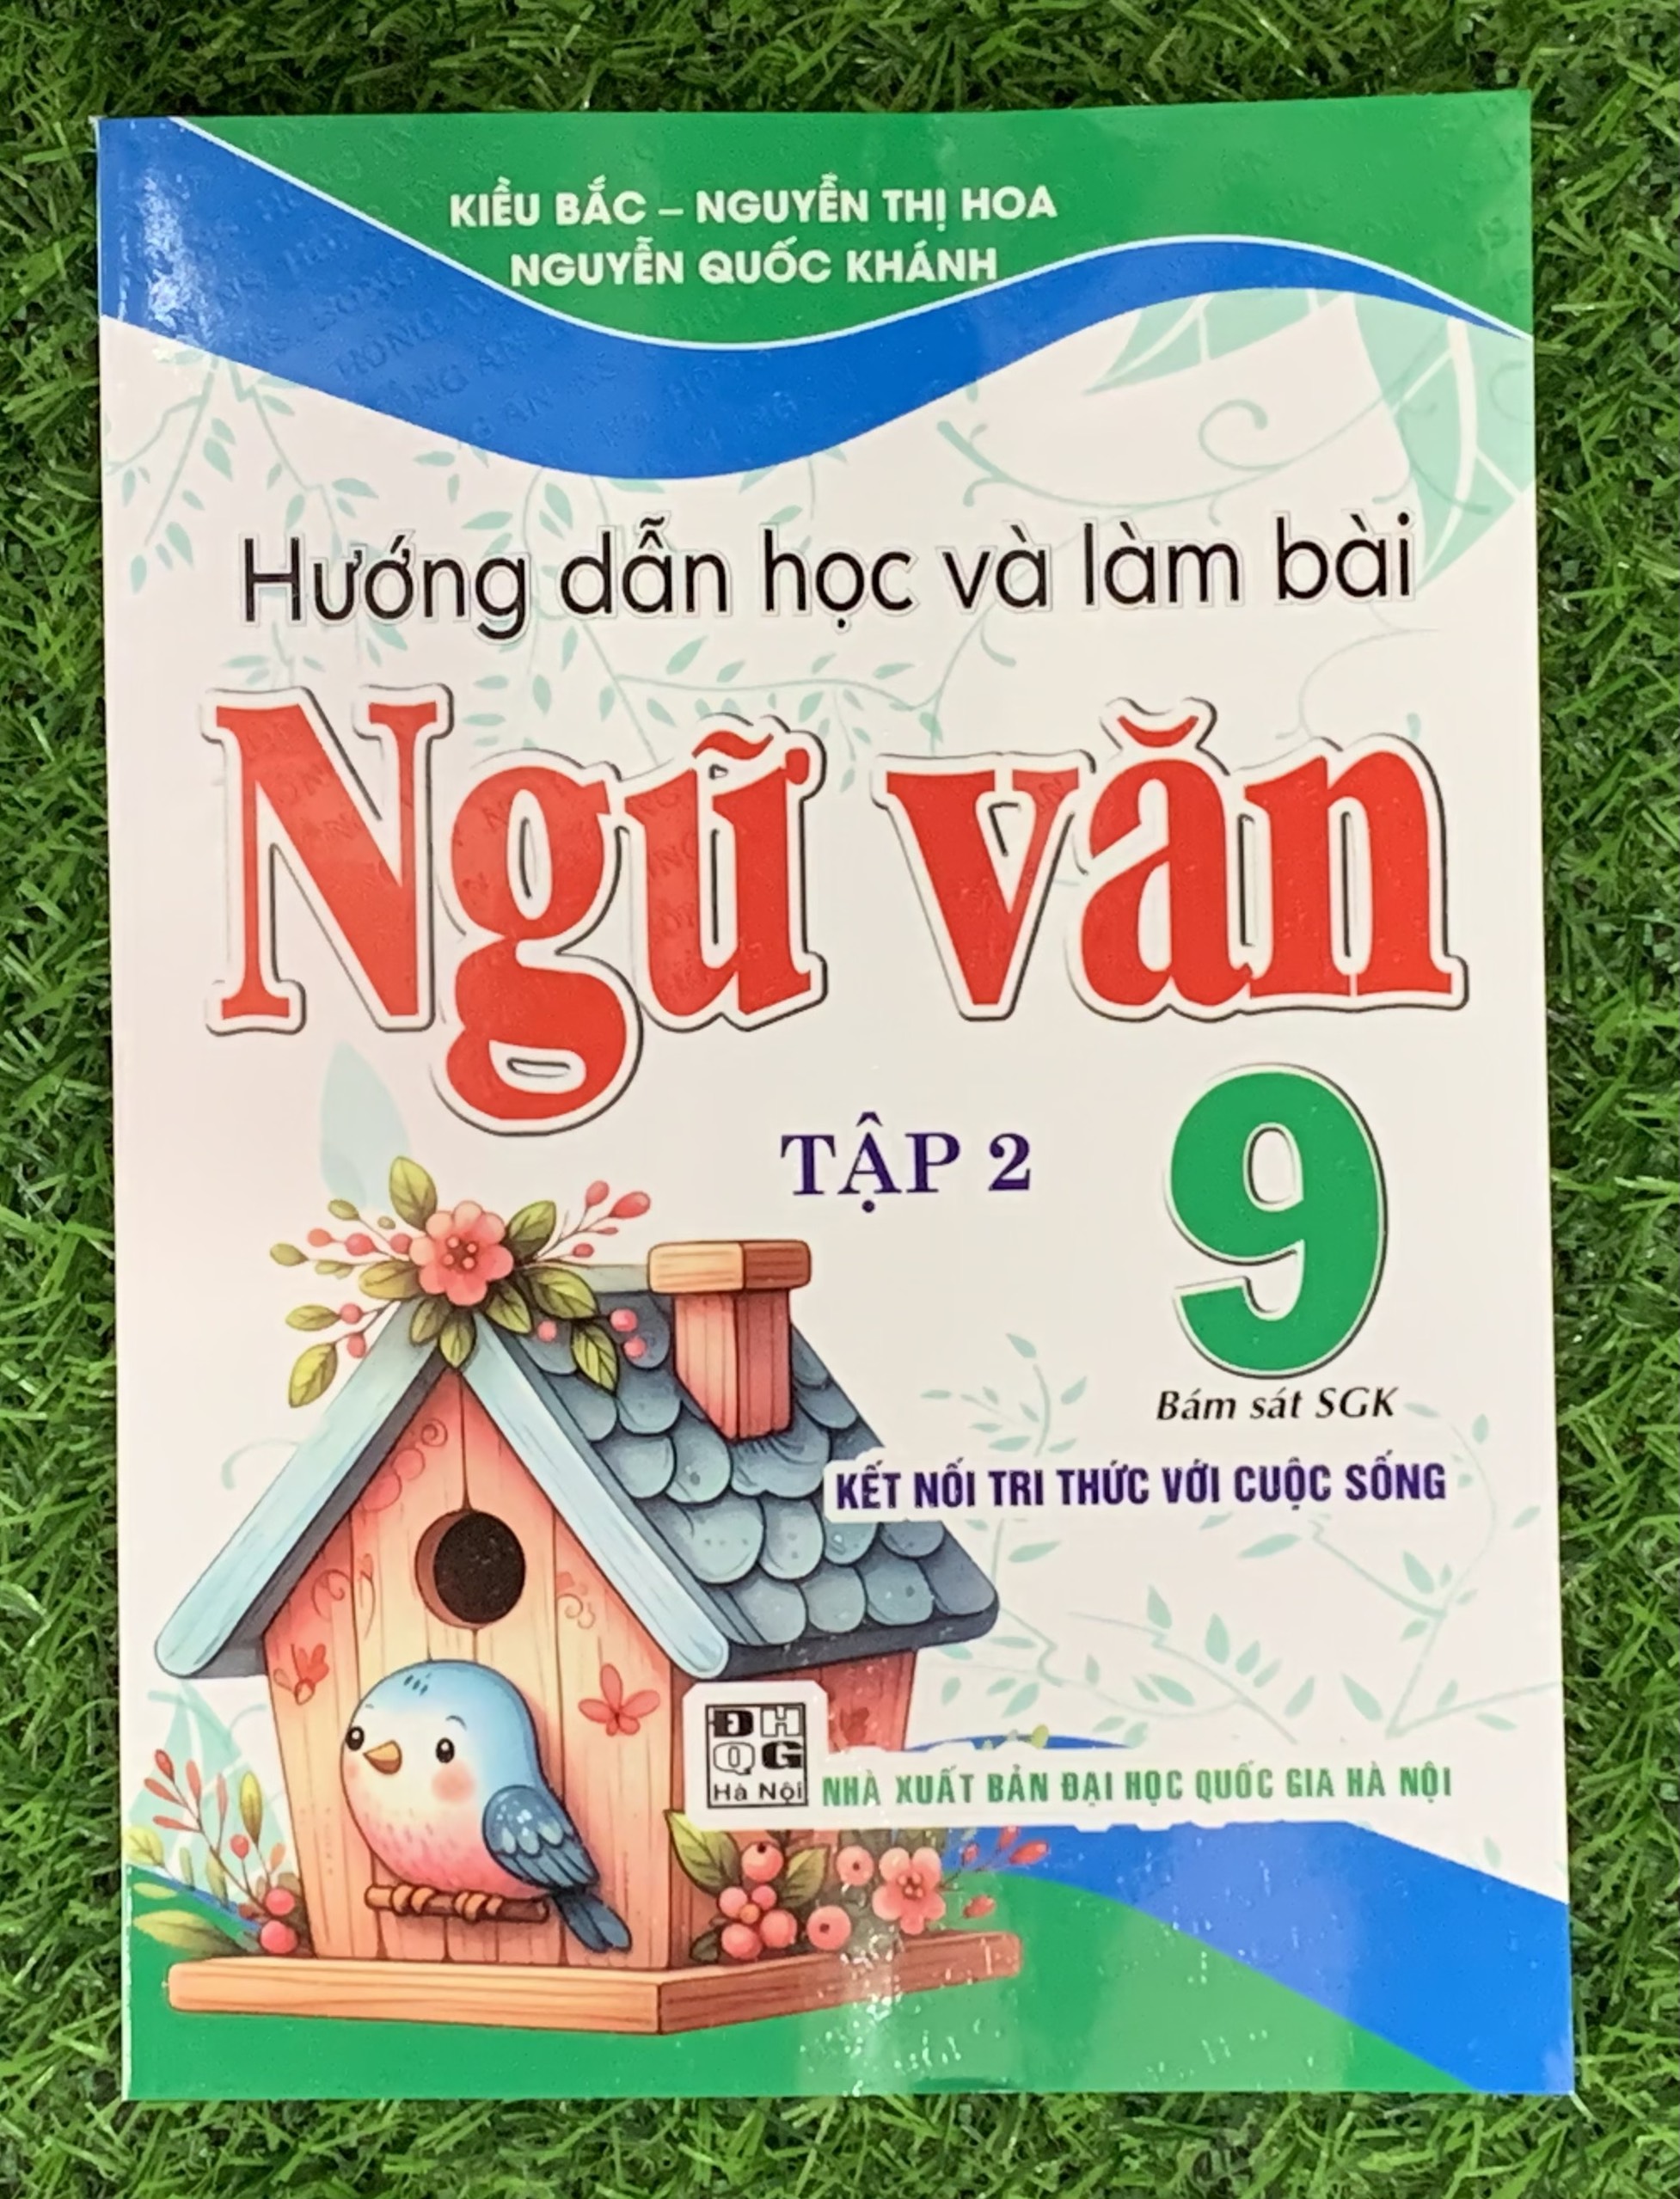 KIỀU BẮC – NGUYỄN THỊ HOA
NGUYỄN QUỐC KHÁNH
Hướng dẫn học và làm bài
Ngữ văn
TẬP 2
9
Bám sát SGK
KẾT NỐI TRI THỨC VỚI CUỘC SỐNG
ĐH
QG
Hà Nội
NHÀ XUẤT BẢN ĐẠI HỌC QUỐC GIA HÀ NỘI